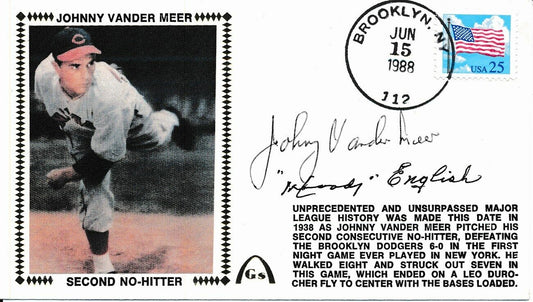 JOHNNY VANDER MEER
SECOND NO-HITTER
BROOKLYN, NY
JUN
15
1988
112
USA 25
Johnny Vander Meer
"Woody" English
Gs
UNPRECEDENTED AND UNSURPASSED MAJOR
LEAGUE HISTORY WAS MADE THIS DATE IN
1938 AS JOHNNY VANDER MEER PITCHED HIS
SECOND CONSECUTIVE NO-HITTER, DEFEATING
THE BROOKLYN DODGERS 6-0 IN THE FIRST
NIGHT GAME EVER PLAYED IN NEW YORK. HE
WALKED EIGHT AND STRUCK OUT SEVEN IN
THIS GAME, WHICH ENDED ON A LEO DURO-
CHER FLY TO CENTER WITH THE BASES LOADED.